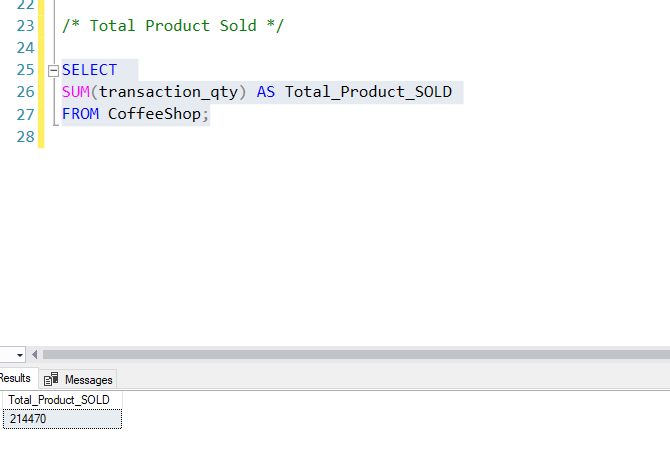 22
23 /* Total Product Sold */
24
25 SELECT
26 SUM(transaction_qty) AS Total_Product_SOLD
27 FROM CoffeeShop;
28
Results Messages
Total_Product_SOLD
214470